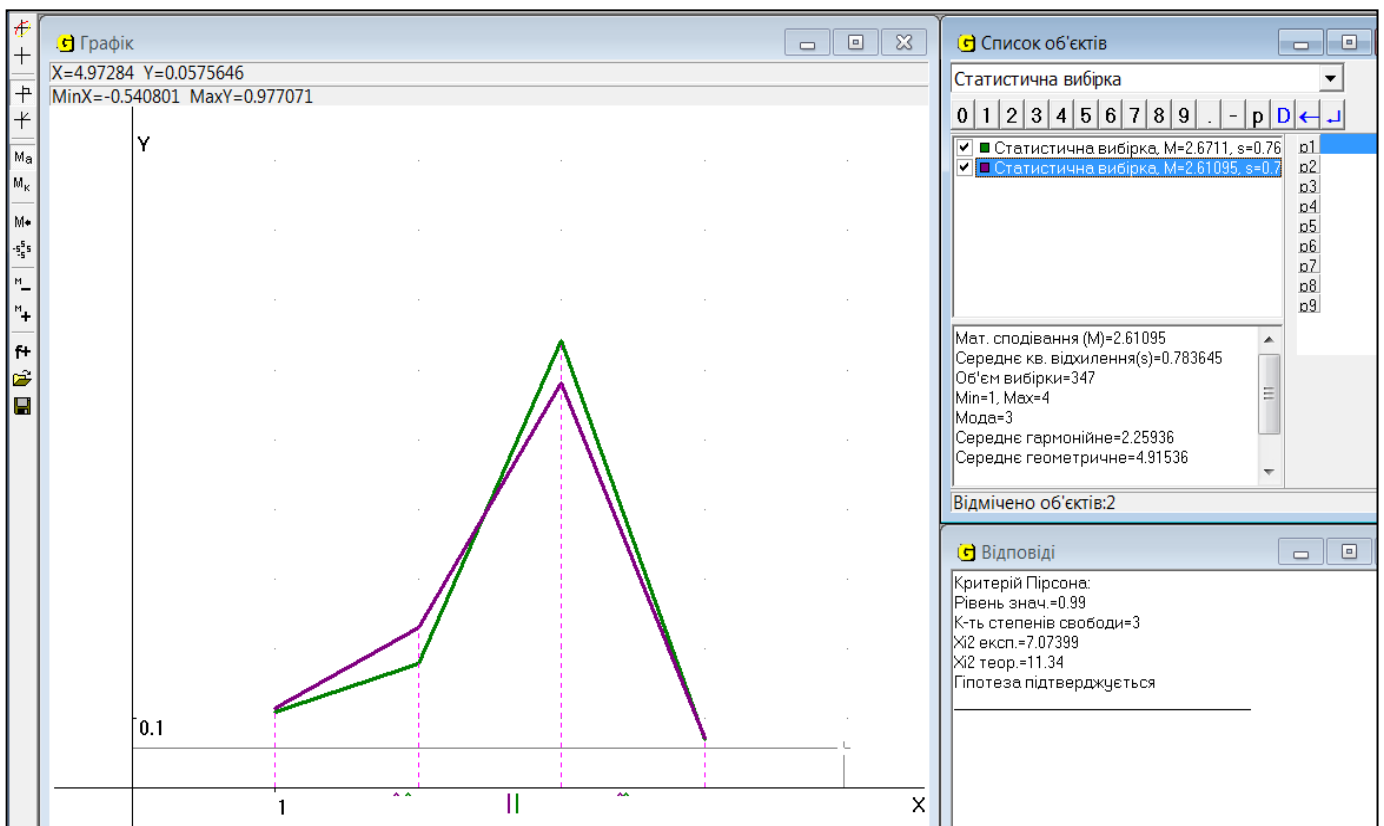 Графік
X=4.97284 Y=0.0575646
MinX=-0.540801 MaxY=0.977071
Y
0.1
1
X
Ma
Мк
M
-s s s s
M
M+
f+
Список об'єктів
Статистична вибірка
0 1 2 3 4 5 6 7 8 9 . - p D
Статистична вибірка, M=2.6711, s=0.76
Статистична вибірка, M=2.61095, s=0.7
p1
p2
p3
p4
p5
p6
p7
p8
p9
Мат. сподівання (M)=2.61095
Середнє кв. відхилення(s)=0.783645
Об'єм вибірки=347
Min=1, Max=4
Мода=3
Середнє гармонійне=2.25936
Середнє геометричне=4.91536
Відмічено об'єктів:2
Відповіді
Критерій Пірсона:
Рівень знач.=0.99
К-ть степенів свободи=3
Xi2 експ.=7.07399
Xi2 теор.=11.34
Гіпотеза підтверджується